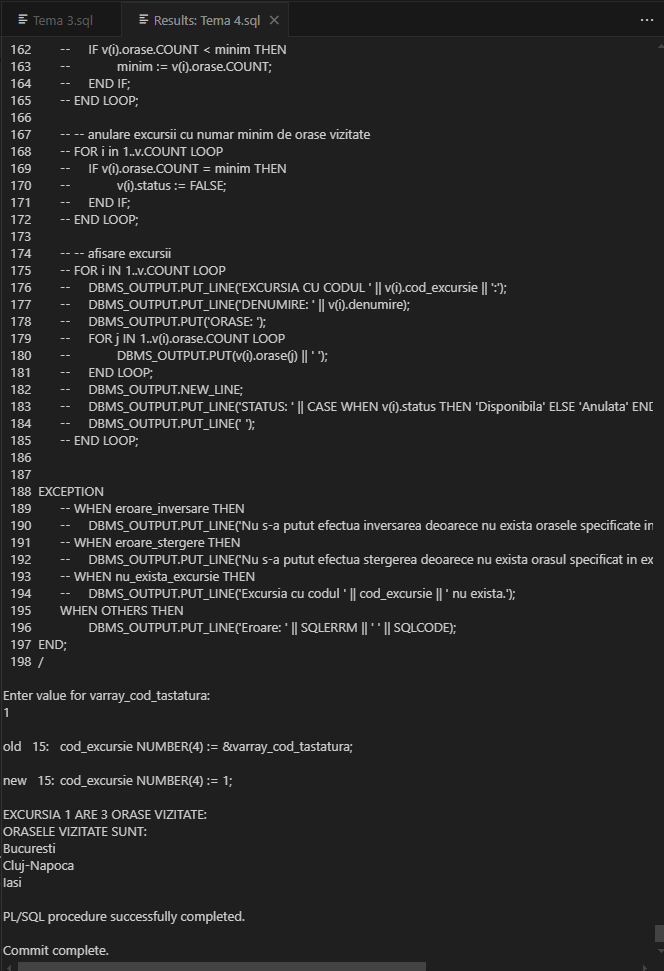 Tema 3.sql
Results: Tema 4.sql
162 -- IF v(i).orase.COUNT < minim THEN
163 -- minim := v(i).orase.COUNT;
164 -- END IF;
165 -- END LOOP;
166
167 -- -- anulare excursii cu numar minim de orase vizitate
168 -- FOR i in 1..v.COUNT LOOP
169 -- IF v(i).orase.COUNT = minim THEN
170 -- v(i).status := FALSE;
171 -- END IF;
172 -- END LOOP;
173
174 -- -- afisare excursii
175 -- FOR i IN 1..v.COUNT LOOP
176 -- DBMS_OUTPUT.PUT_LINE('EXCURSIA CU CODUL ' || v(i).cod_excursie || ':');
177 -- DBMS_OUTPUT.PUT_LINE('DENUMIRE: ' || v(i).denumire);
178 -- DBMS_OUTPUT.PUT('ORASE: ');
179 -- FOR j IN 1..v(i).orase.COUNT LOOP
180 -- DBMS_OUTPUT.PUT(v(i).orase(j) || ' ');
181 -- END LOOP;
182 -- DBMS_OUTPUT.NEW_LINE;
183 -- DBMS_OUTPUT.PUT_LINE('STATUS: ' || CASE WHEN v(i).status THEN 'Disponibila' ELSE 'Anulata' END
184 -- DBMS_OUTPUT.PUT_LINE(' ');
185 -- END LOOP;
186
187
188 EXCEPTION
189 -- WHEN eroare_inversare THEN
190 -- DBMS_OUTPUT.PUT_LINE('Nu s-a putut efectua inversarea deoarece nu exista orasele specificate in
191 -- WHEN eroare_stergere THEN
192 -- DBMS_OUTPUT.PUT_LINE('Nu s-a putut efectua stergerea deoarece nu exista orasul specificat in ex
193 -- WHEN nu_exista_excursie THEN
194 -- DBMS_OUTPUT.PUT_LINE('Excursia cu codul ' || cod_excursie || ' nu exista.');
195 WHEN OTHERS THEN
196 DBMS_OUTPUT.PUT_LINE('Eroare: ' || SQLERRM || ' ' || SQLCODE);
197 END;
198 /
Enter value for varray_cod_tastatura:
1
old 15: cod_excursie NUMBER(4) := &varray_cod_tastatura;
new 15: cod_excursie NUMBER(4) := 1;
EXCURSIA 1 ARE 3 ORASE VIZITATE:
ORASELE VIZITATE SUNT:
Bucuresti
Cluj-Napoca
Iasi
PL/SQL procedure successfully completed.
Commit complete.